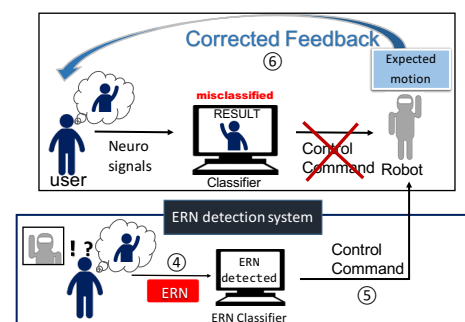 Corrected Feedback
⑥
Expected
motion
misclassified
RESULT
Neuro
signals
Control
Command
user
Classifier
Robot
ERN detection system
! ?
④
ERN
ERN
detected
Control
Command
⑤
ERN Classifier